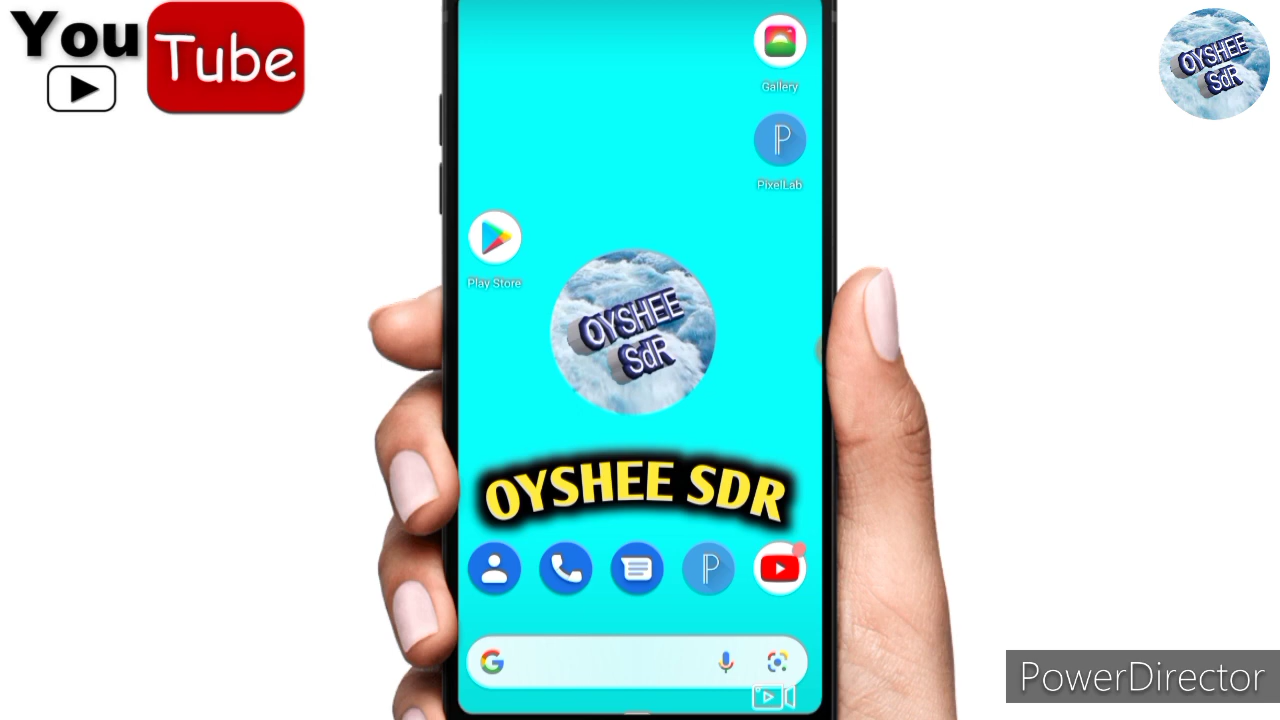 You
Tube
OYSHEE
SdR
Gallery
PixelLab
Play Store
OYSHEE
SdR
OYSHEE SDR
PowerDirector